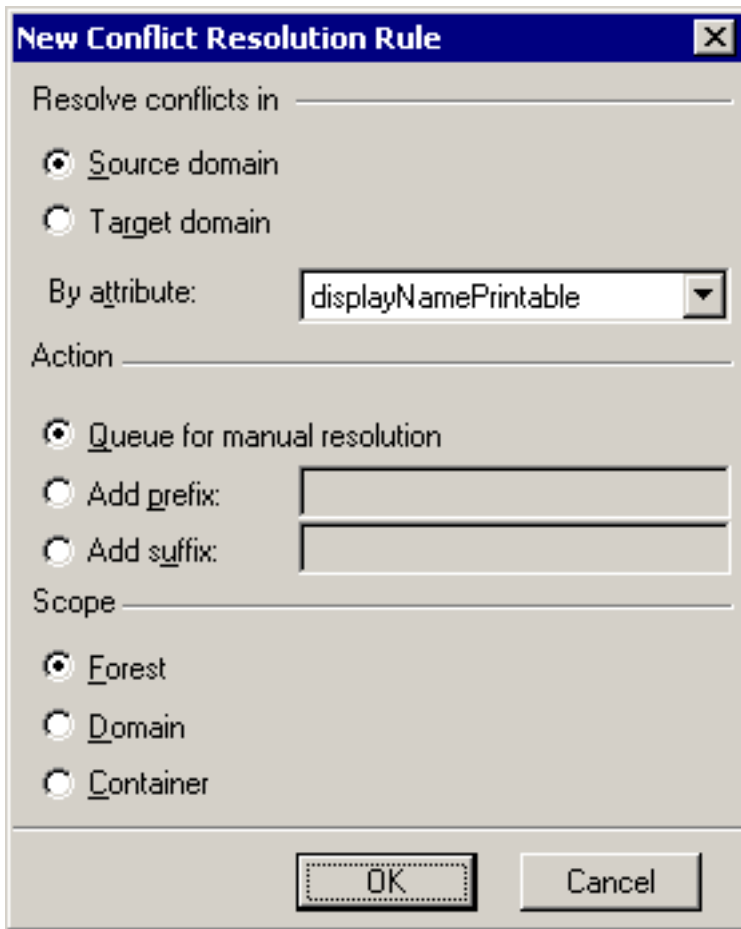 New Conflict Resolution Rule
Resolve conflicts in
Source domain
Target domain
By attribute: displayNamePrintable
Action
Queue for manual resolution
Add prefix:
Add suffix:
Scope
Forest
Domain
Container
OK Cancel